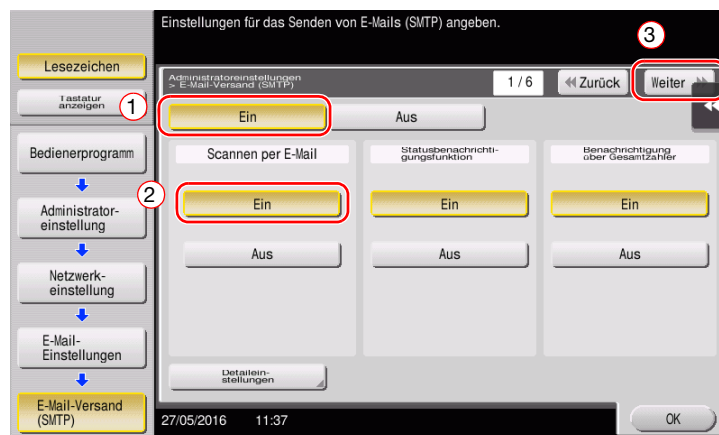 Einstellungen für das Senden von E-Mails (SMTP) angeben.
3
Lesezeichen
Tastatur
anzeigen
1
Administratoreinstellungen
> E-Mail-Versand (SMTP)
1 / 6
Zurück
Weiter
Ein
Aus
Bedienerprogramm
Scannen per E-Mail
Statusbenachrichti-
gungsfunktion
Benachrichtigung
über Gesamtzähler
2
Administrator-
einstellung
Ein
Ein
Ein
Aus
Aus
Aus
Netzwerk-
einstellung
E-Mail-
Einstellungen
Detailein-
stellungen
E-Mail-Versand
(SMTP)
27/05/2016 11:37
OK